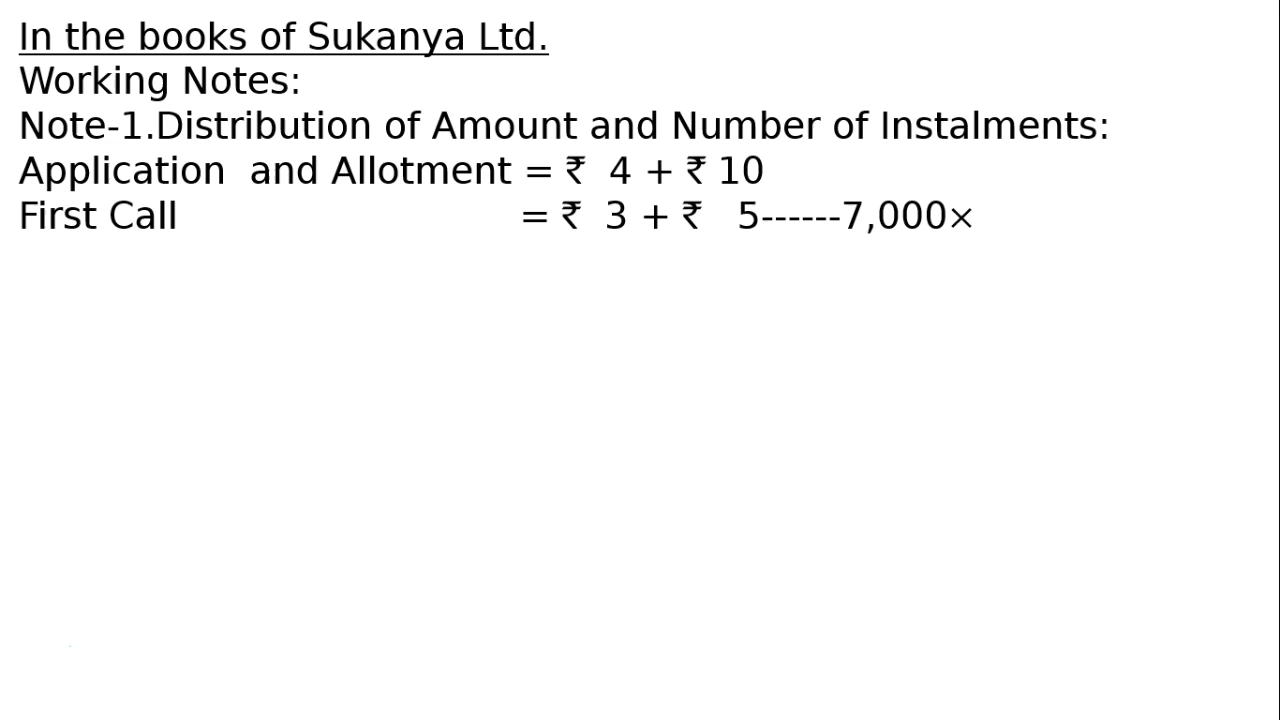 In the books of Sukanya Ltd.
Working Notes:
Note-1.Distribution of Amount and Number of Instalments:
Application  and Allotment = ₹  4 + ₹ 10
First Call = ₹  3 + ₹   5------7,000×